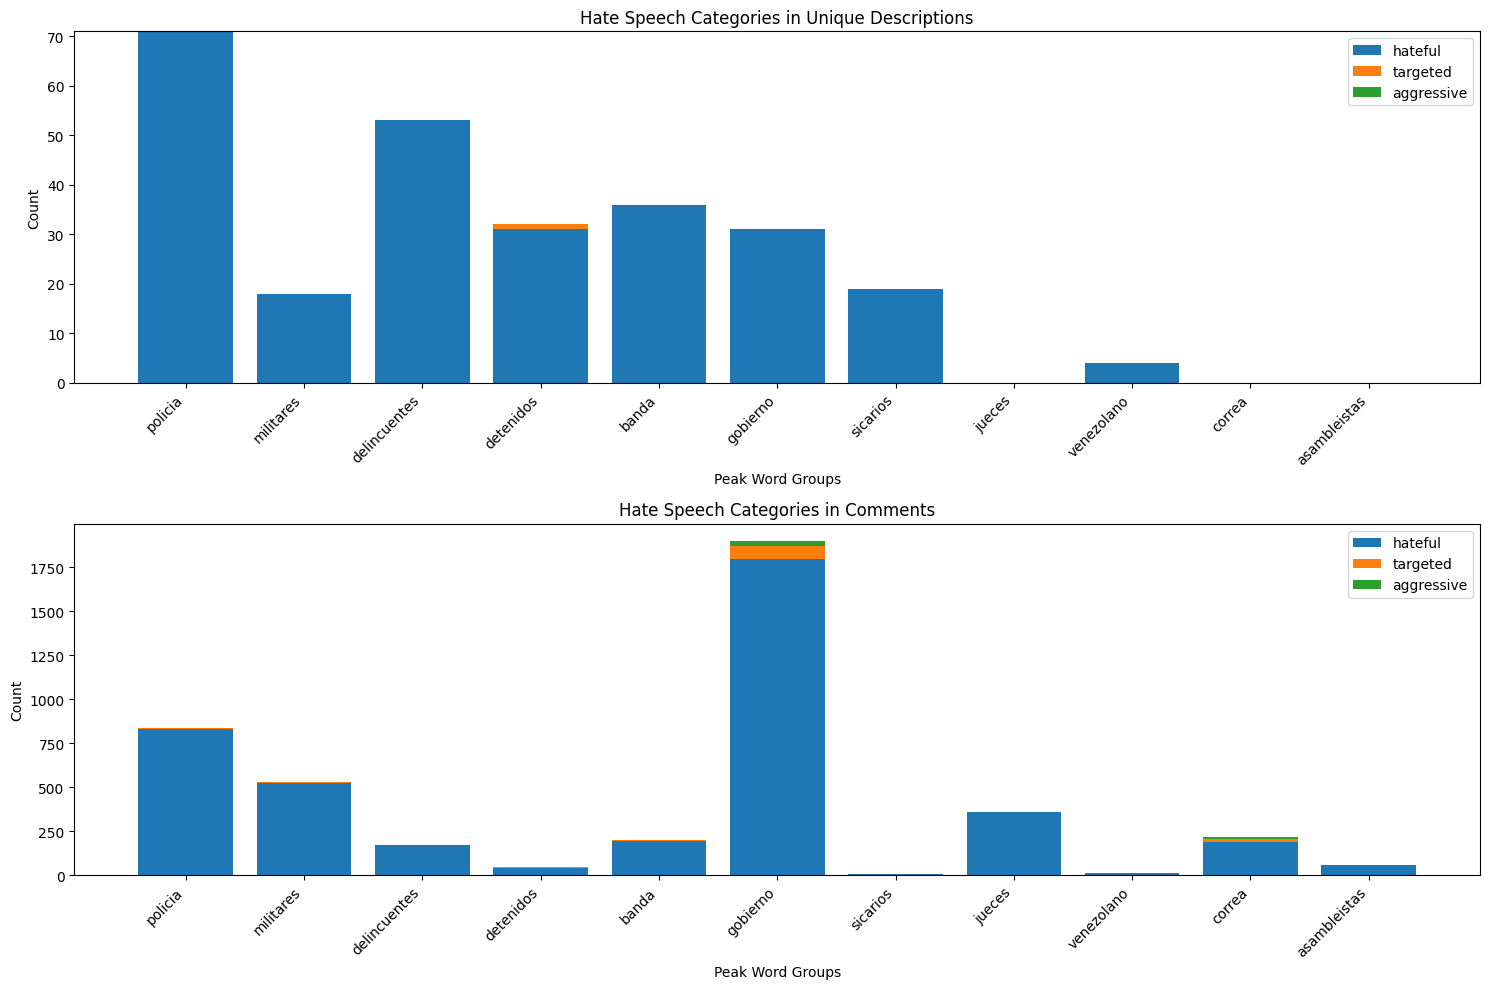 Hate Speech Categories in Unique Descriptions
70
60
50
40
30
20
10
0
Count
hateful
targeted
aggressive
policia
militares
delincuentes
detenidos
banda
gobierno
sicarios
jueces
venezolano
correa
asambleistas
Peak Word Groups
Hate Speech Categories in Comments
1750
1500
1250
1000
750
500
250
0
Count
hateful
targeted
aggressive
policia
militares
delincuentes
detenidos
banda
gobierno
sicarios
jueces
venezolano
correa
asambleistas
Peak Word Groups